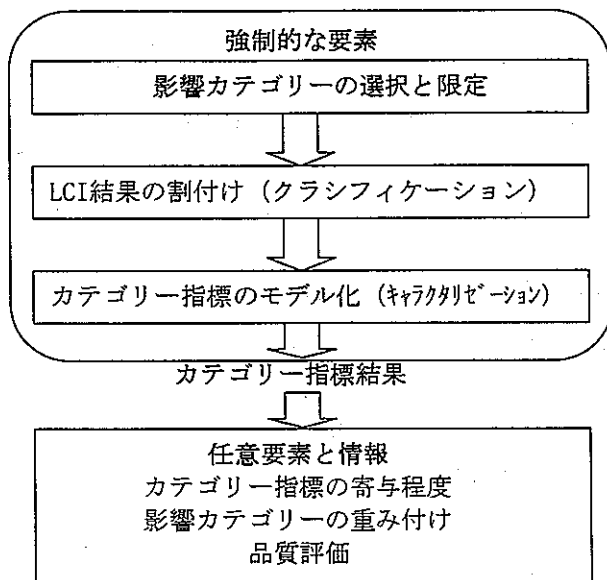 強制的な要素
影響カテゴリーの選択と限定
LCI結果の割付け（クラシフィケーション）
カテゴリー指標のモデル化（ｷｬﾗｸﾀﾘｾﾞｰｼｮﾝ）
カテゴリー指標結果
任意要素と情報
カテゴリー指標の寄与程度
影響カテゴリーの重み付け
品質評価